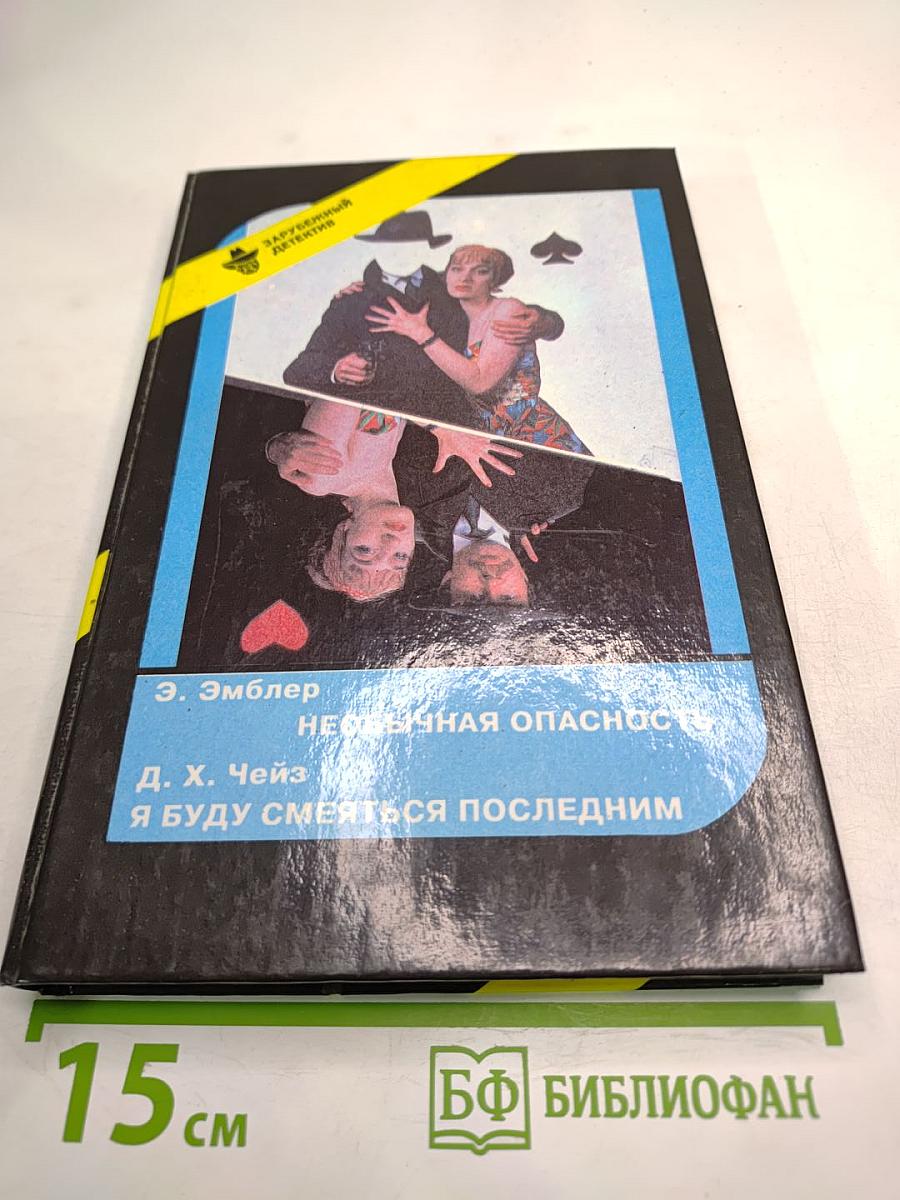 ЗАРУБЕЖНЫЙ
ДЕТЕКТИВ
Э. Эмблер
НЕОБЫЧНАЯ ОПАСНОСТЬ
Д. Х. Чейз
Я БУДУ СМЕЯТЬСЯ ПОСЛЕДНИМ
15 см
БФ БИБЛИОФАН